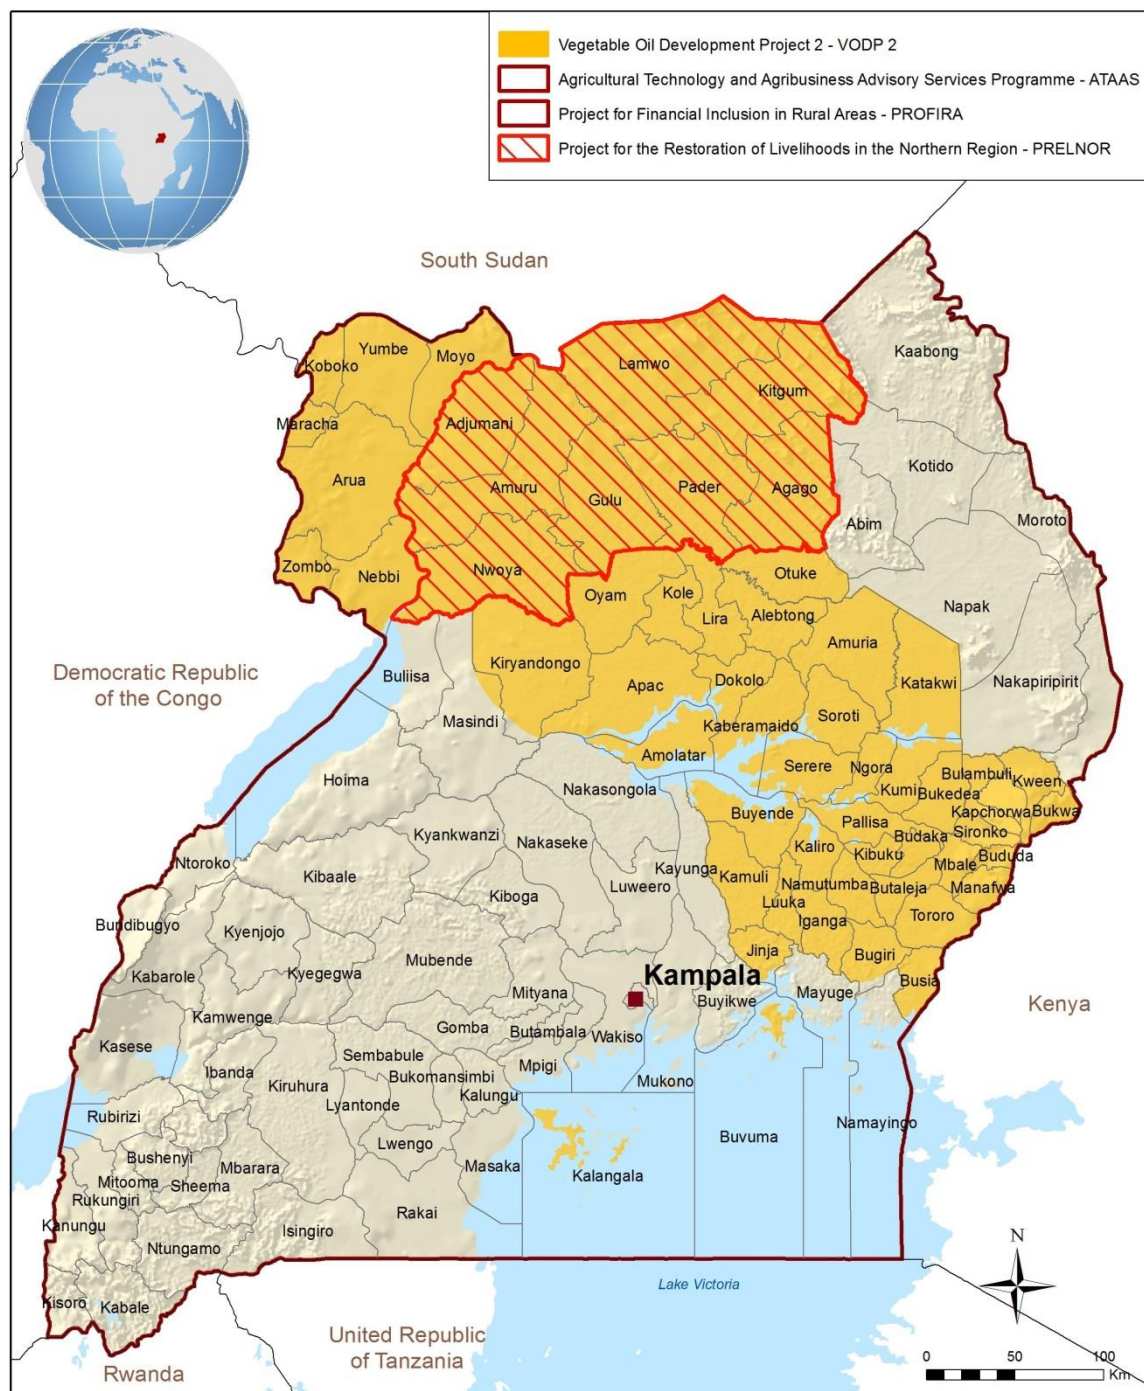 Vegetable Oil Development Project 2 - VODP 2
Agricultural Technology and Agribusiness Advisory Services Programme - ATAAS
Project for Financial Inclusion in Rural Areas - PROFIRA
Project for the Restoration of Livelihoods in the Northern Region - PRELNOR
South Sudan
Kaabong
Yumbe
Moyo
Koboko
Lamwo
Kitgum
Maracha
Adjumani
Kotido
Arua
Amuru
Gulu
Pader
Agago
Abim
Moroto
Zombo
Nebbi
Nwoya
Otuke
Oyam
Kole
Lira
Alebtong
Napak
Amuria
Kiryandongo
Democratic Republic
of the Congo
Buliisa
Apac
Dokolo
Katakwi
Nakapiripirit
Masindi
Kaberamaido
Soroti
Amolatar
Serere
Ngora
Hoima
Nakasongola
Kumi
Bulambuli
Bukedea
Kween
Kapchorwa
Bukwa
Buyende
Pallisa
Budaka
Sironko
Kyankwanzi
Nakaseke
Kaliro
Kibuku
Mbale
Bududa
Ntoroko
Kibaale
Kayunga
Kamuli
Namutumba
Butaleja
Manafwa
Kiboga
Luweero
Luuka
Iganga
Tororo
Bundibugyo
Kyenjojo
Jinja
Bugiri
Kabarole
Kyegegwa
Mubende
Kampala
Busia
Mityana
Buyikwe
Mayuge
Kenya
Kamwenge
Gomba
Butambala
Wakiso
Kasese
Sembabule
Mpigi
Ibanda
Kiruhura
Bukomansimbi
Mukono
Kalungu
Lyantonde
Rubirizi
Namayingo
Lwengo
Buvuma
Bushenyi
Mbarara
Masaka
Kalangala
Mitooma
Sheema
Rukungiri
Rakai
Kanungu
Isingiro
Ntungamo
Kisoro
Kabale
Lake Victoria
N
United Republic
of Tanzania
Rwanda
0 50 100
Km